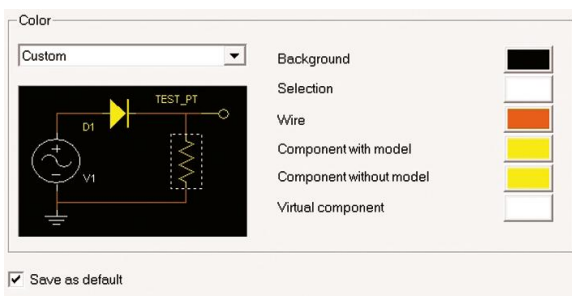 Color
Custom
Background
Selection
Wire
Component with model
Component without model
Virtual component
TEST_PT
D1
V1
Save as default